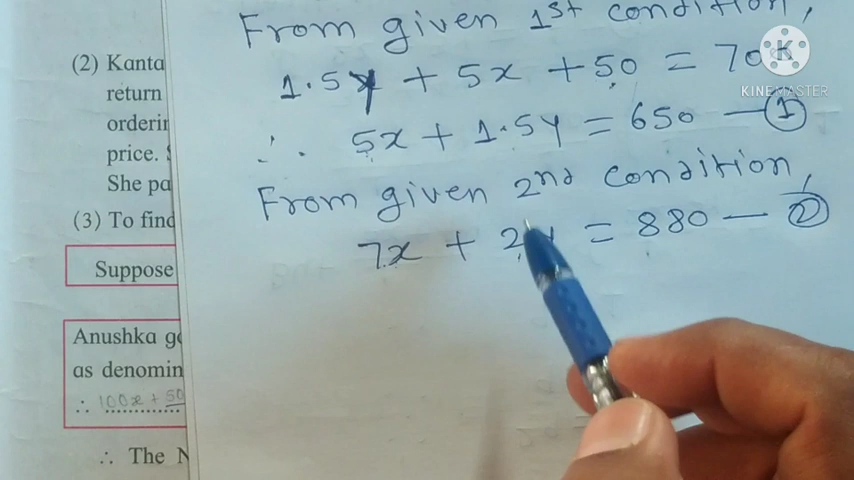 From given 1st condition,
(2) Kanta
1.5y + 5x + 50 = 700
KINEMASTER
return
orderin
∴ 5x + 1.5y = 650 — ①
price.
She pa
From given 2nd condition,
(3) To find
7x + 2y = 880 — ②
Suppose
Anushka
as denomin
∴ 100x + 50
∴ The N